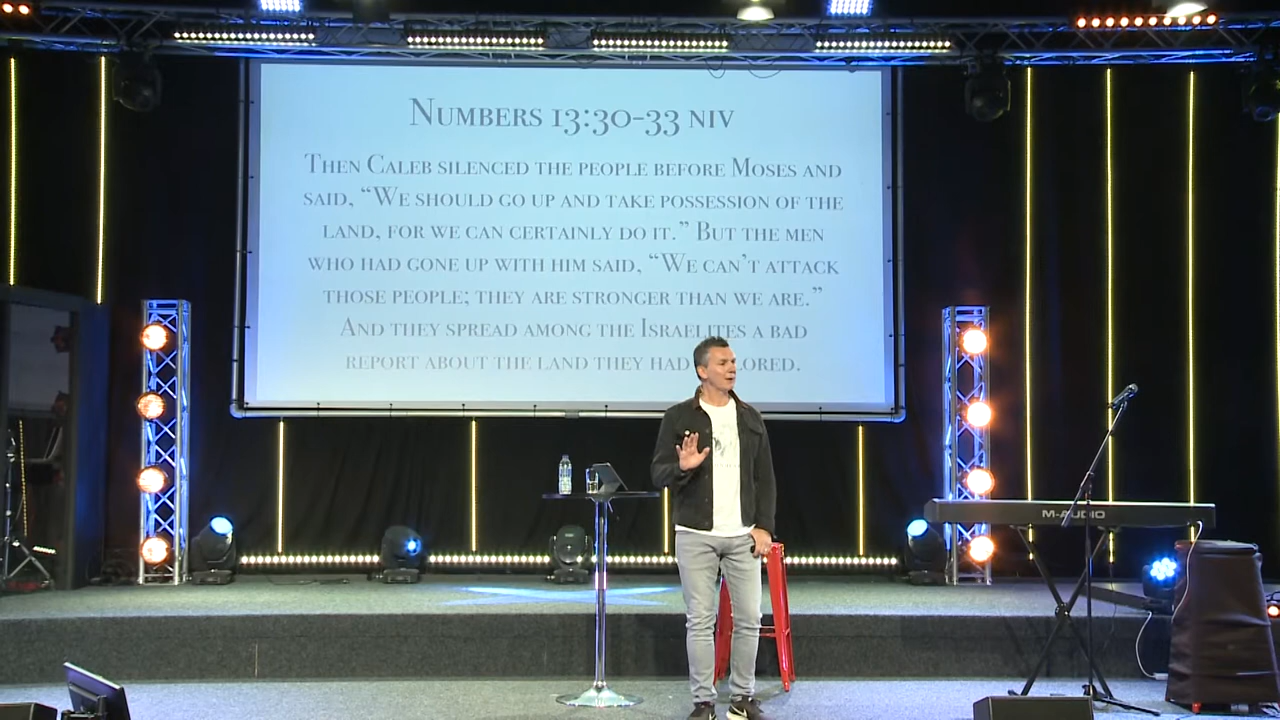 Numbers 13:30-33 NIV
Then Caleb silenced the people before Moses and
said, “We should go up and take possession of the
land, for we can certainly do it.” But the men
who had gone up with him said, “We can’t attack
those people; they are stronger than we are.”
And they spread among the Israelites a bad
report about the land they had
M-AUDIO